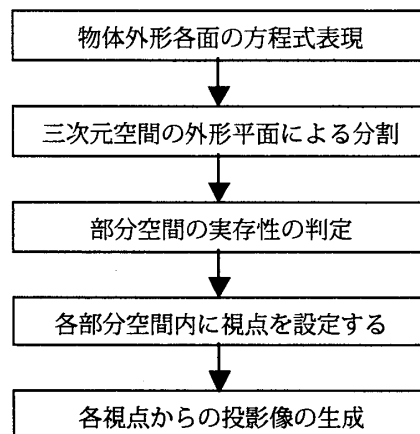 物体外形各面の方程式表現
三次元空間の外形平面による分割
部分空間の実存性の判定
各部分空間内に視点を設定する
各視点からの投影像の生成